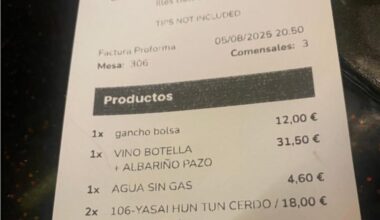 TIPS NOT INCLUDED
05/08/2025 20:50
Factura Proforma
Mesa: 306
Comensales: 3
Productos
1x gancho bolsa 12,00 €
1x VINO BOTELLA 31,50 €
+ ALBARIÑO PAZO
1x AGUA SIN GAS 4,60 €
2x 106-YASAI HUN TUN CERDO / 18,00 €